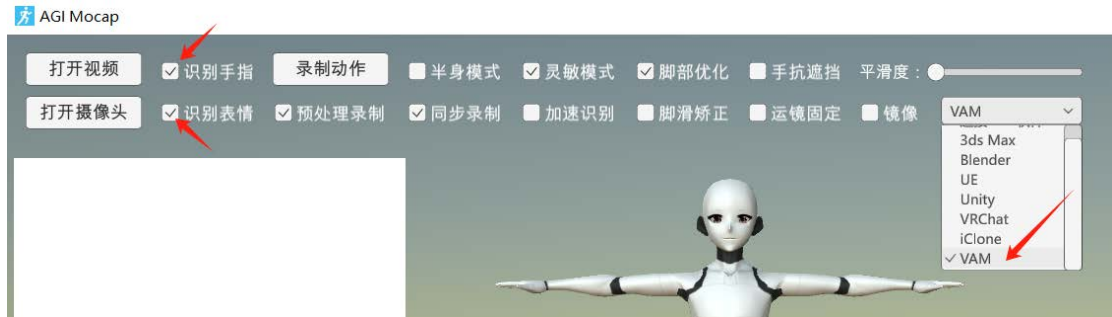 AGI Mocap
打开视频 识别手指 录制动作 半身模式 灵敏模式 脚部优化 手抗遮挡 平滑度：
打开摄像头 识别表情 预处理录制 同步录制 加速识别 脚滑矫正 运镜固定 镜像 VAM
3ds Max
Blender
UE
Unity
VRChat
iClone
VAM